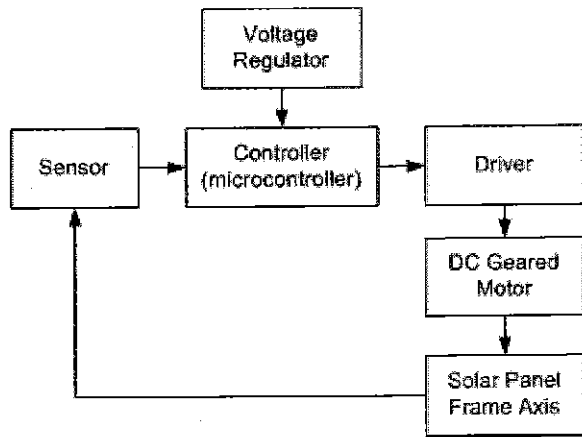 Voltage
Regulator
Sensor
Controller
(microcontroller)
Driver
DC Geared
Motor
Solar Panel
Frame Axis